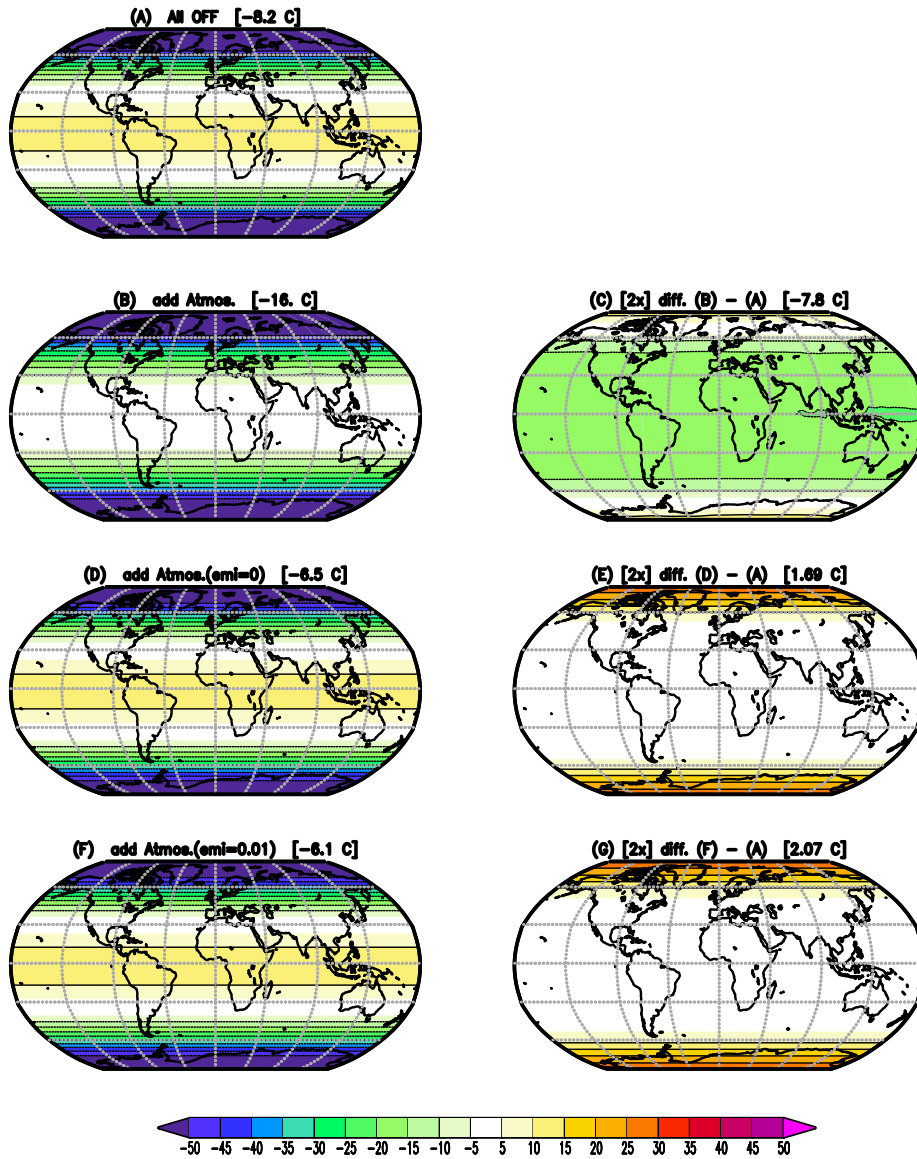 (A) All OFF [-8.2 C]
(B) add Atmos. [-16. C]
(C) [2x] diff. (B) - (A) [-7.8 C]
(D) add Atmos.(emi=0) [-6.5 C]
(E) [2x] diff. (D) - (A) [1.69 C]
(F) add Atmos.(emi=0.01) [-6.1 C]
(G) [2x] diff. (F) - (A) [2.07 C]
-50 -45 -40 -35 -30 -25 -20 -15 -10 -5 5 10 15 20 25 30 35 40 45 50